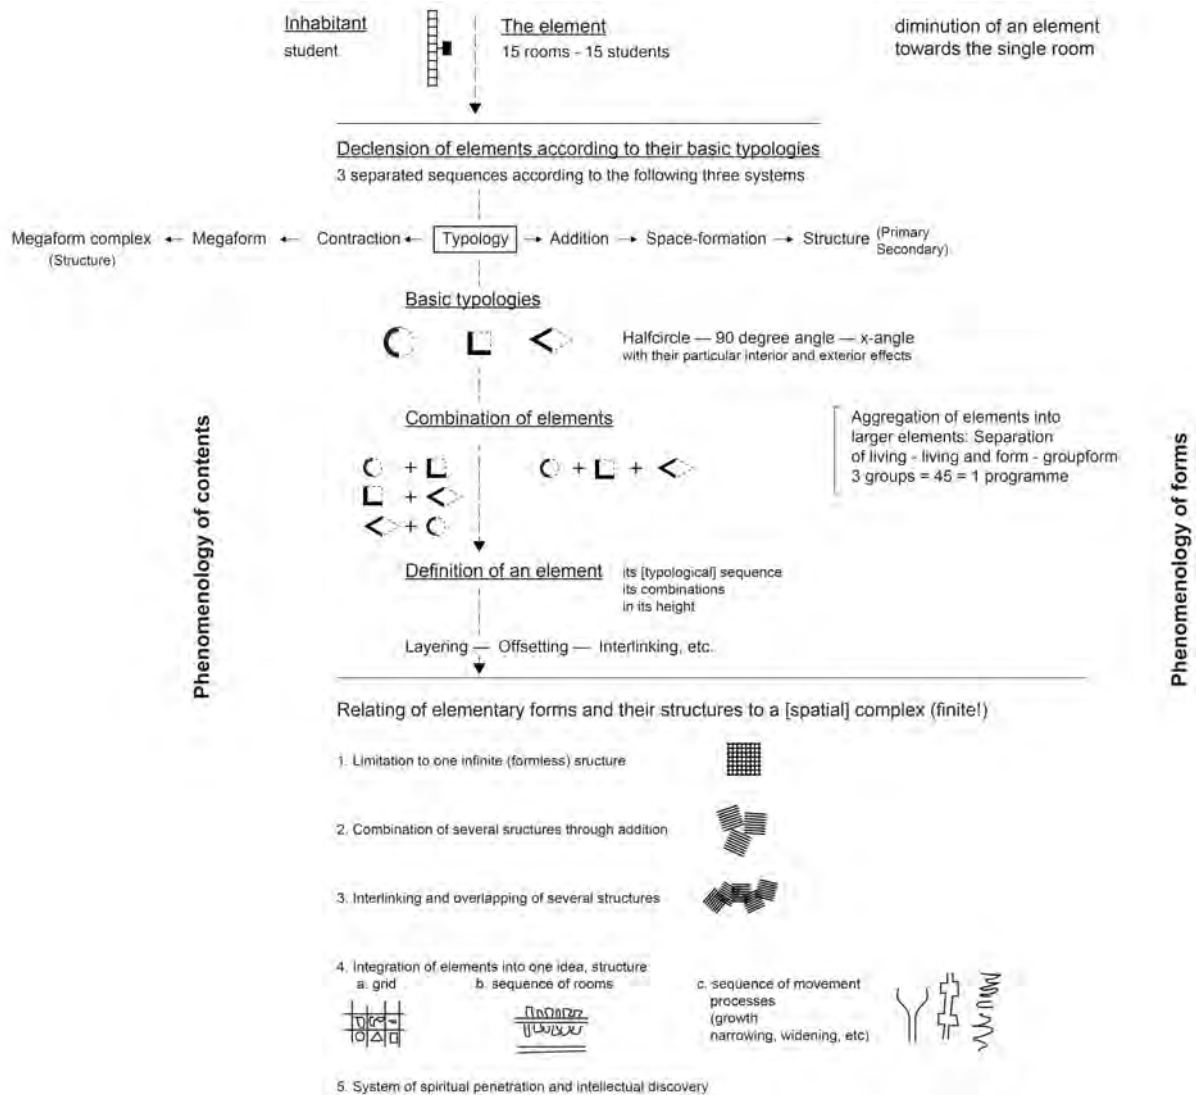 Inhabitant
student
The element
15 rooms - 15 students
diminution of an element
towards the single room
Declension of elements according to their basic typologies
3 separated sequences according to the following three systems
Megaform complex ← Megaform ← Contraction ← Typology → Addition → Space-formation → Structure (Primary
(Structure) Secondary)
Basic typologies
Halfcircle — 90 degree angle — x-angle
with their particular interior and exterior effects
Combination of elements
+ +
+ +
+
+
Aggregation of elements into
larger elements: Separation
of living - living and form - groupform
3 groups = 45 = 1 programme
Phenomenology of contents
Phenomenology of forms
Definition of an element
its [typological] sequence
its combinations
in its height
Layering — Offsetting — Interlinking, etc.
Relating of elementary forms and their structures to a [spatial] complex (finite!)
1. Limitation to one infinite (formless) sructure
2. Combination of several sructures through addition
3. Interlinking and overlapping of several structures
4. Integration of elements into one idea, structure
a. grid
b. sequence of rooms
c. sequence of movement
processes
(growth
narrowing, widening, etc)
5. System of spiritual penetration and intellectual discovery